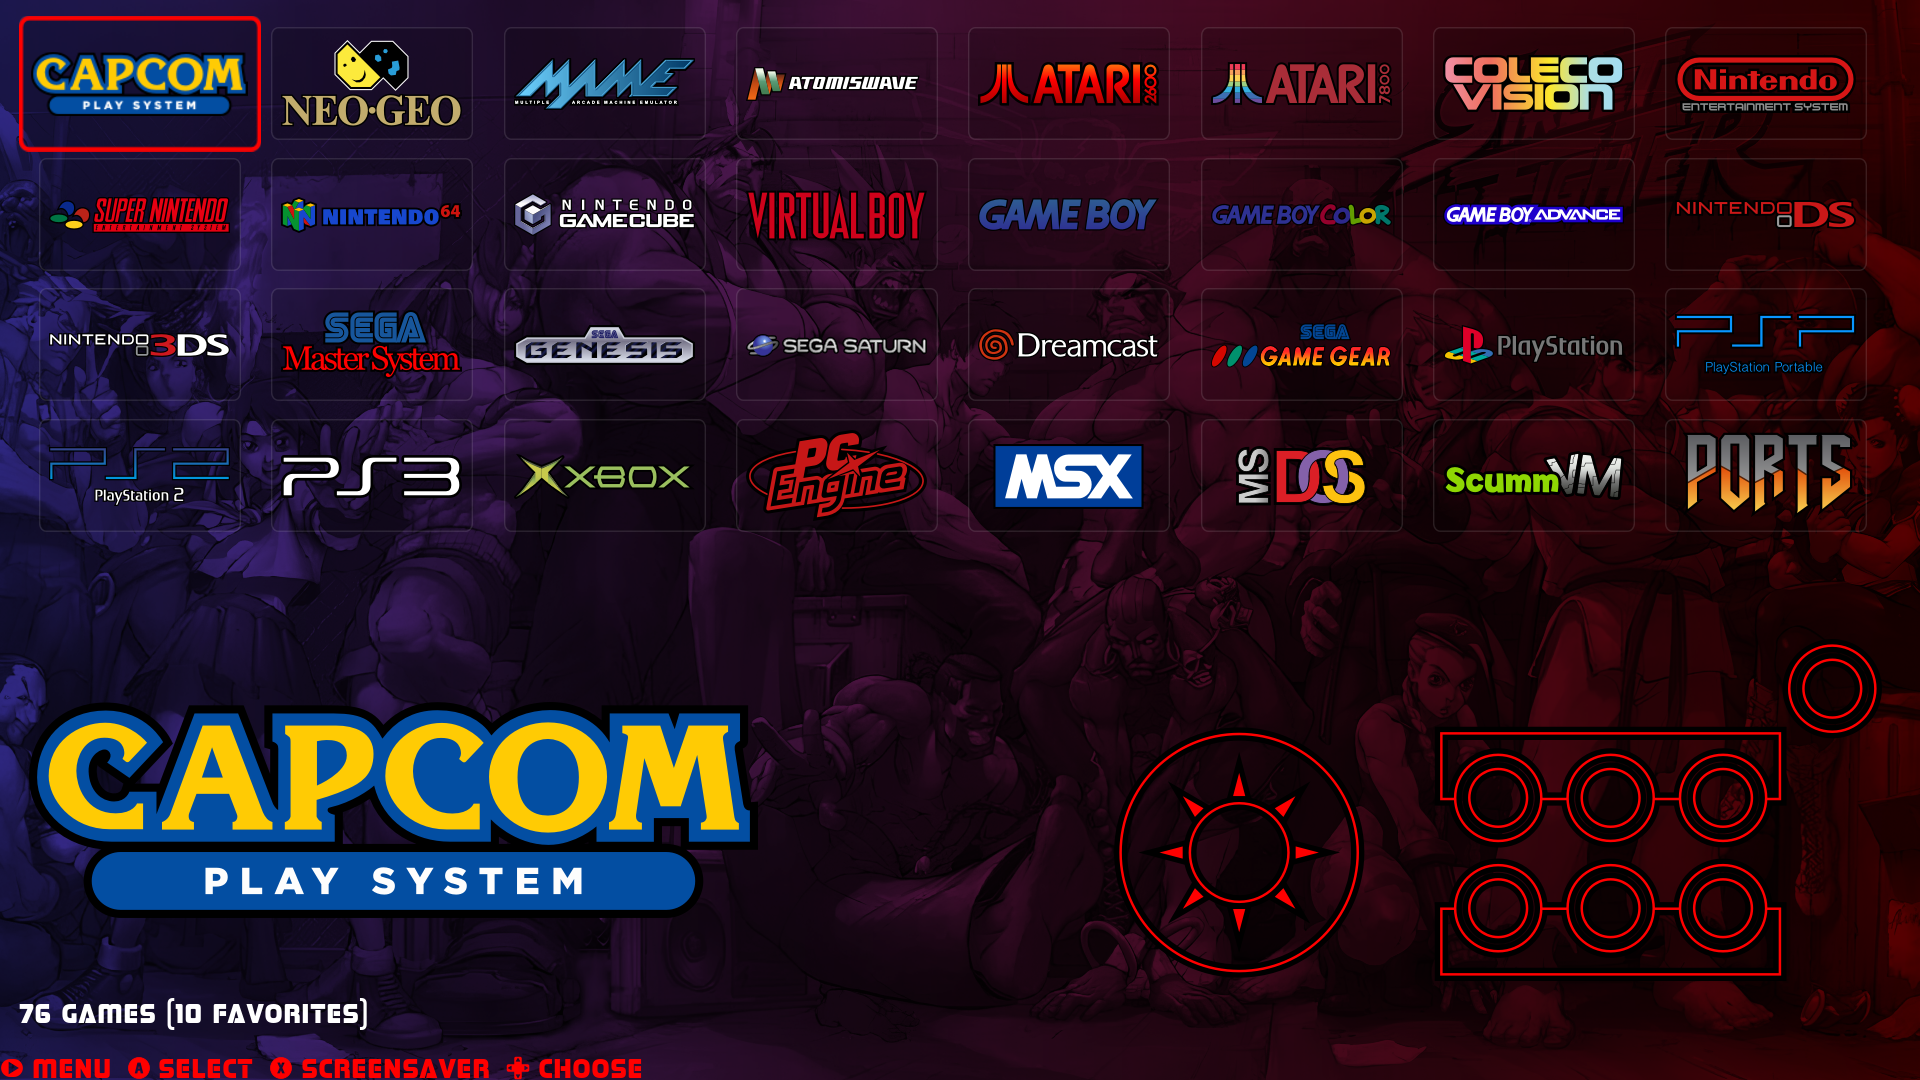 CAPCOM
PLAY SYSTEM
NEO·GEO
MAME
MULTIPLE ARCADE MACHINE EMULATOR
ATOMISWAVE
ATARI 2600
ATARI 7800
COLECO
VISION
Nintendo
ENTERTAINMENT SYSTEM
SUPER NINTENDO
ENTERTAINMENT SYSTEM
NINTENDO 64
NINTENDO
GAMECUBE
VIRTUAL BOY
GAME BOY
GAME BOY COLOR
GAME BOY ADVANCE
NINTENDO DS
NINTENDO 3DS
SEGA
Master System
SEGA
GENESIS
SEGA SATURN
Dreamcast
SEGA
GAME GEAR
PlayStation
PSP
PlayStation Portable
PS2
PlayStation 2
PS3
XBOX
PC
Engine
MSX
MS DOS
ScummVM
PORTS
STREET
FIGHTER
CAPCOM
PLAY SYSTEM
76 GAMES (10 FAVORITES)
MENU A SELECT X SCREENSAVER CHOOSE